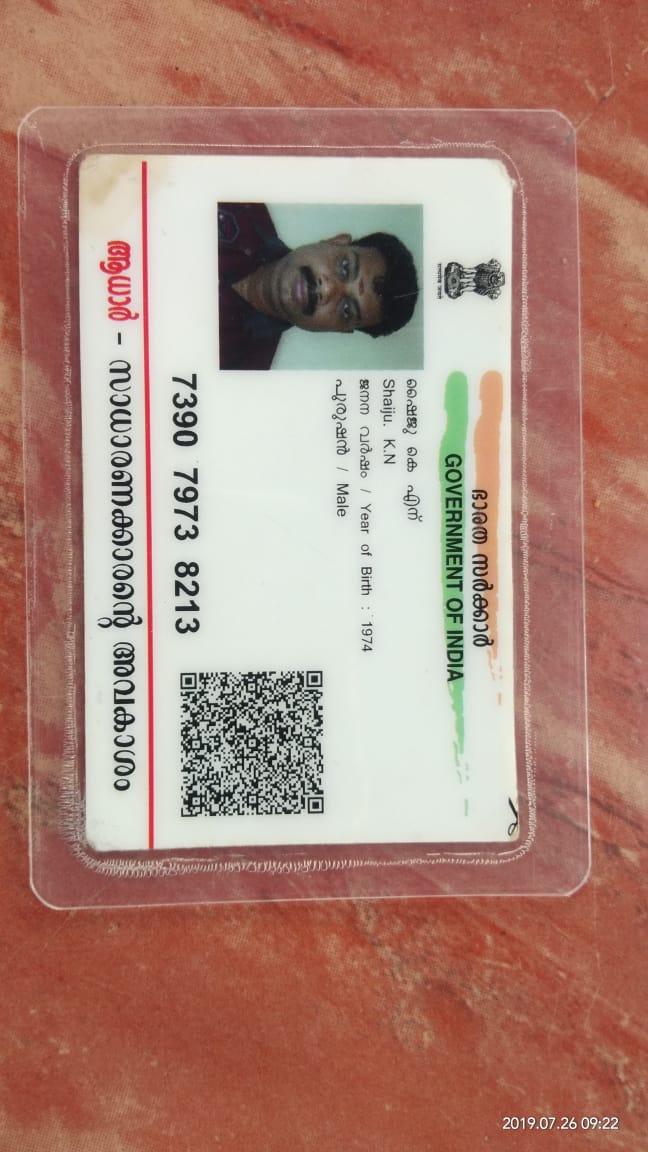 ഭാരത സർക്കാർ
GOVERNMENT OF INDIA
ഷൈജു കെ എന്
Shaiju. K.N
ജനന വർഷം / Year of Birth : 1974
പുരുഷൻ / Male
7390 7973 8213
ആധാർ - സാധാരണക്കാരന്റെ അവകാശം
2019.07.26 09:22